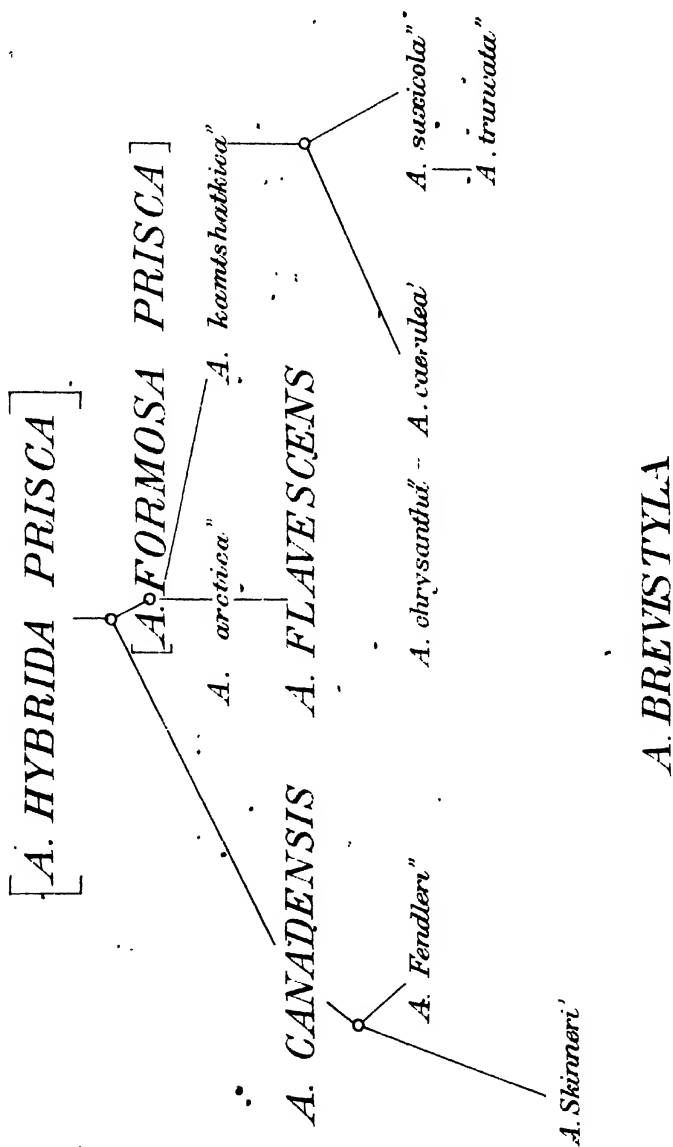 [A. HYBRIDA PRISCA]
[A. FORMOSA PRISCA]
A. arctica"
A. kamtshatkica"
A. CANADENSIS
A. FLAVESCENS
A. Fendleri"
A. chrysantha" -- A. caerulea'
A. saxicola"
A. truncata"
A. Skinneri'
A. BREVISTYLA